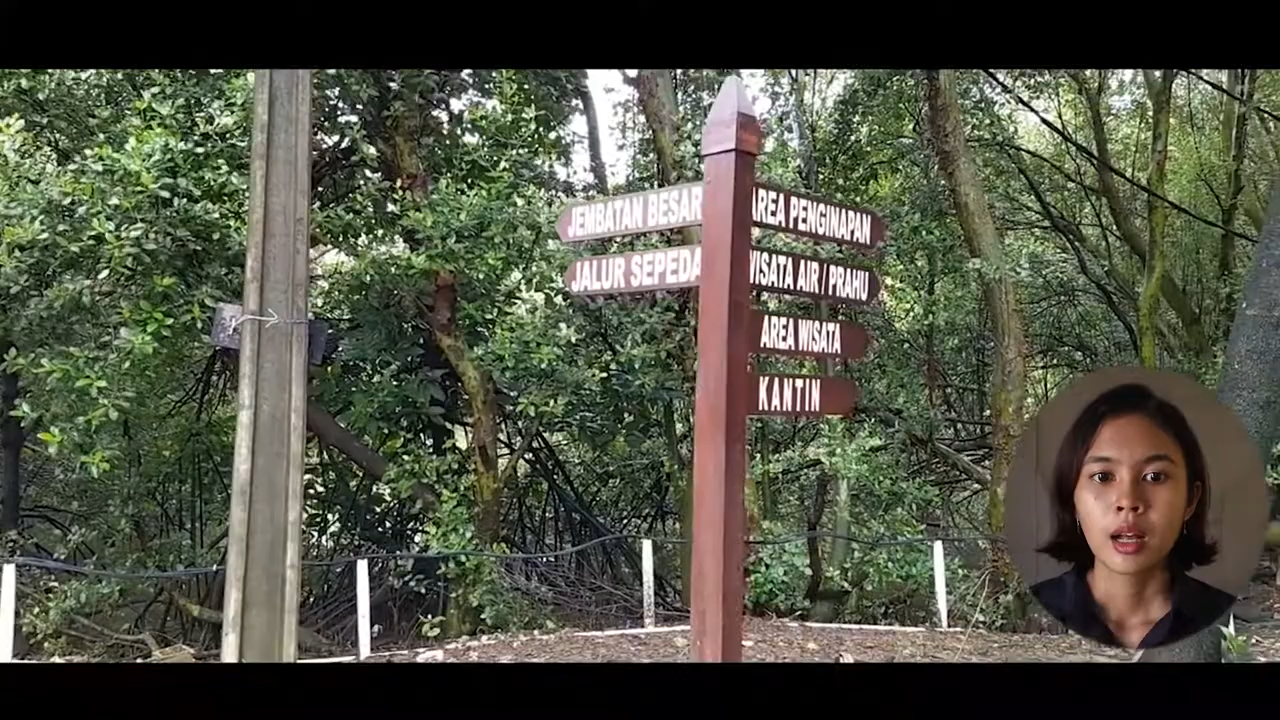 JEMBATAN BESAR
JALUR SEPEDA
AREA PENGINAPAN
WISATA AIR / PRAHU
AREA WISATA
KANTIN